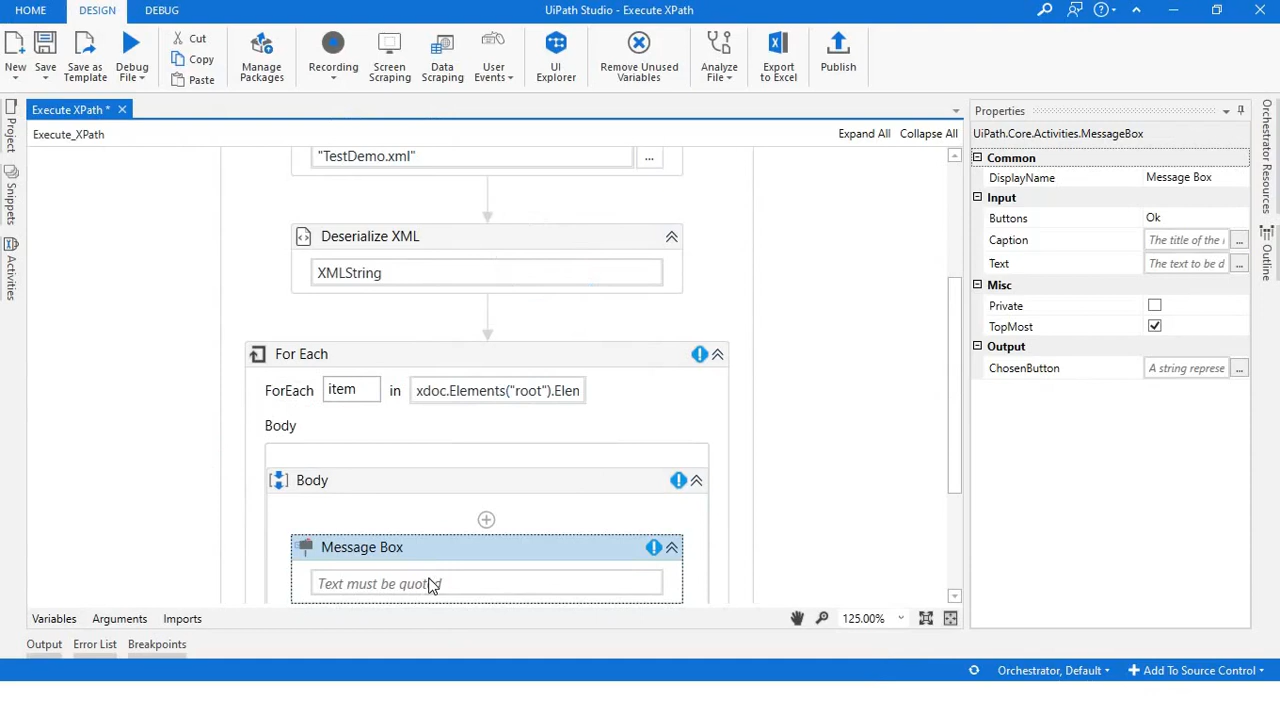 HOME DESIGN DEBUG UiPath Studio - Execute XPath
New Save Save as Template Debug File Cut Copy Paste Manage Packages Recording Screen Scraping Data Scraping User Events UI Explorer Remove Unused Variables Analyze File Export to Excel Publish
Execute XPath *
Execute_XPath Expand All Collapse All
Project
Snippets
Activities
"TestDemo.xml" ...
Deserialize XML
XMLString
For Each
ForEach item in xdoc.Elements("root").Elen
Body
Body
Message Box
Text must be quoted
Variables Arguments Imports 125.00%
Output Error List Breakpoints
Properties
UiPath.Core.Activities.MessageBox
Common
DisplayName Message Box
Input
Buttons Ok
Caption The title of the ...
Text The text to be d ...
Misc
Private
TopMost
Output
ChosenButton A string represe ...
Orchestrator Resources
Outline
Orchestrator, Default Add To Source Control